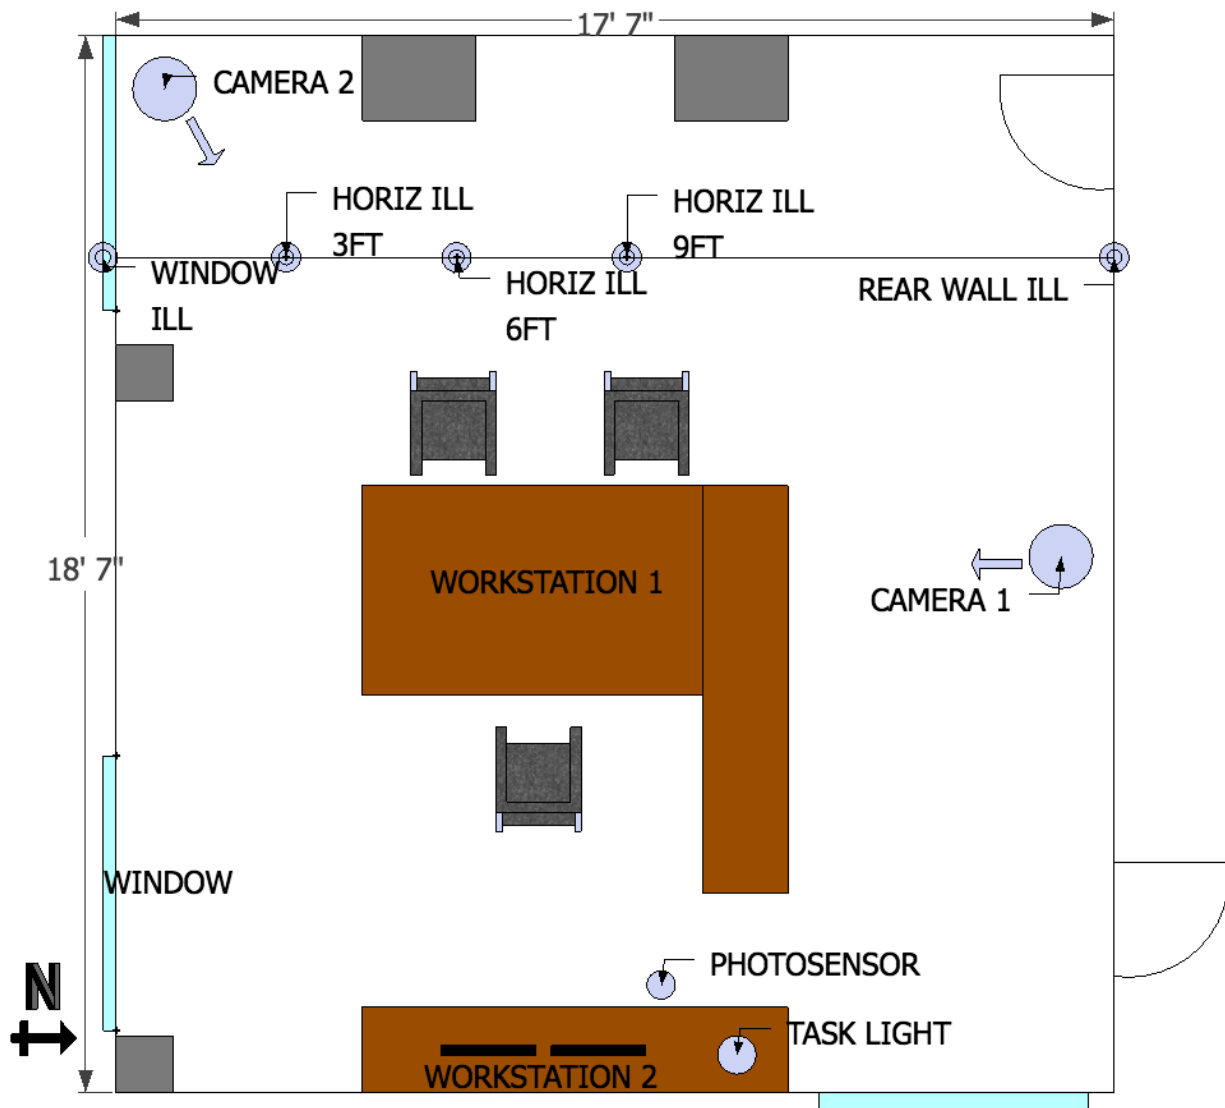 17' 7"
CAMERA 2
HORIZ ILL
3FT
HORIZ ILL
9FT
WINDOW
ILL
HORIZ ILL
6FT
REAR WALL ILL
18' 7"
WORKSTATION 1
CAMERA 1
WINDOW
PHOTOSENSOR
N
TASK LIGHT
WORKSTATION 2